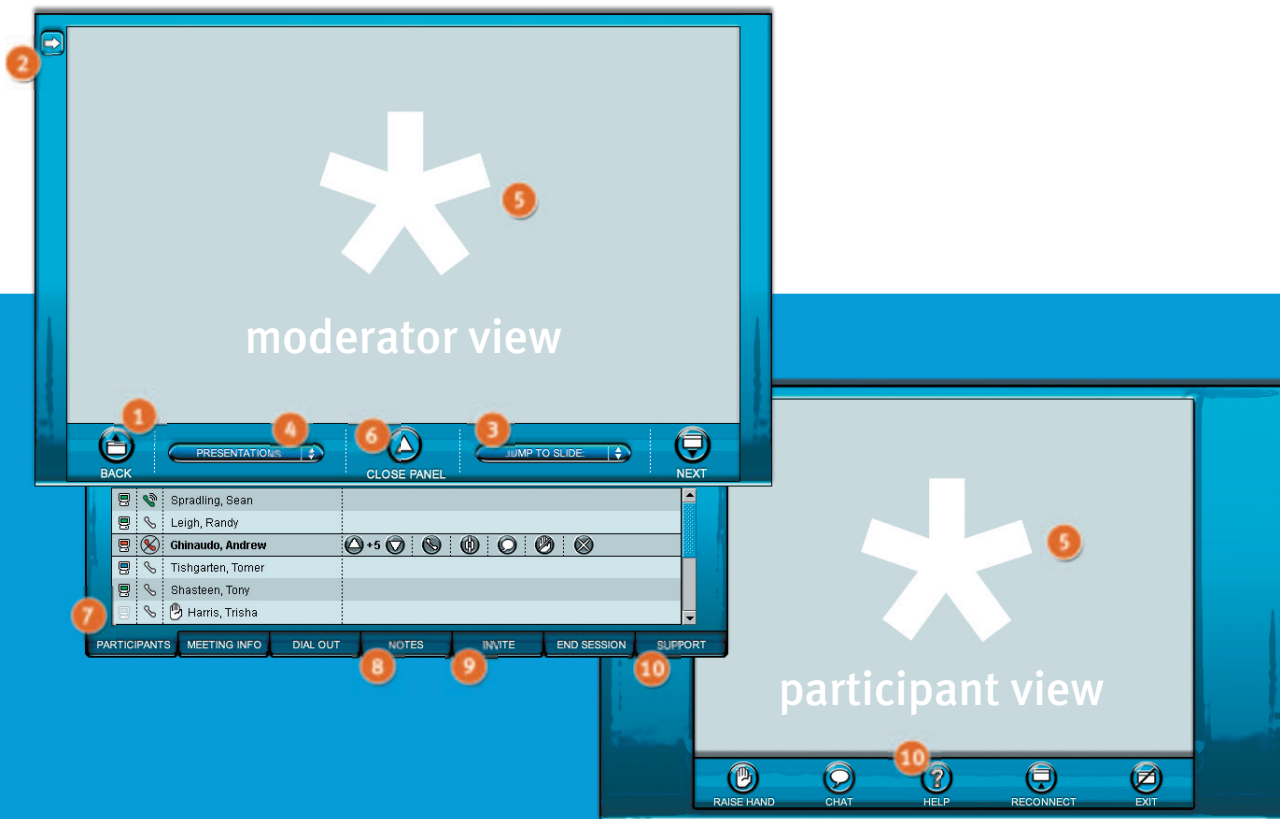 2
5
moderator view
1
4
6
3
PRESENTATIONS
JUMP TO SLIDE:
BACK
CLOSE PANEL
NEXT
Spradling, Sean
Leigh, Randy
Ghinaudo, Andrew
+5
Tishgarten, Tomer
Shasteen, Tony
Harris, Trisha
7
PARTICIPANTS
MEETING INFO
DIAL OUT
NOTES
INVITE
END SESSION
SUPPORT
8
9
10
5
participant view
10
?
RAISE HAND
CHAT
HELP
RECONNECT
EXIT